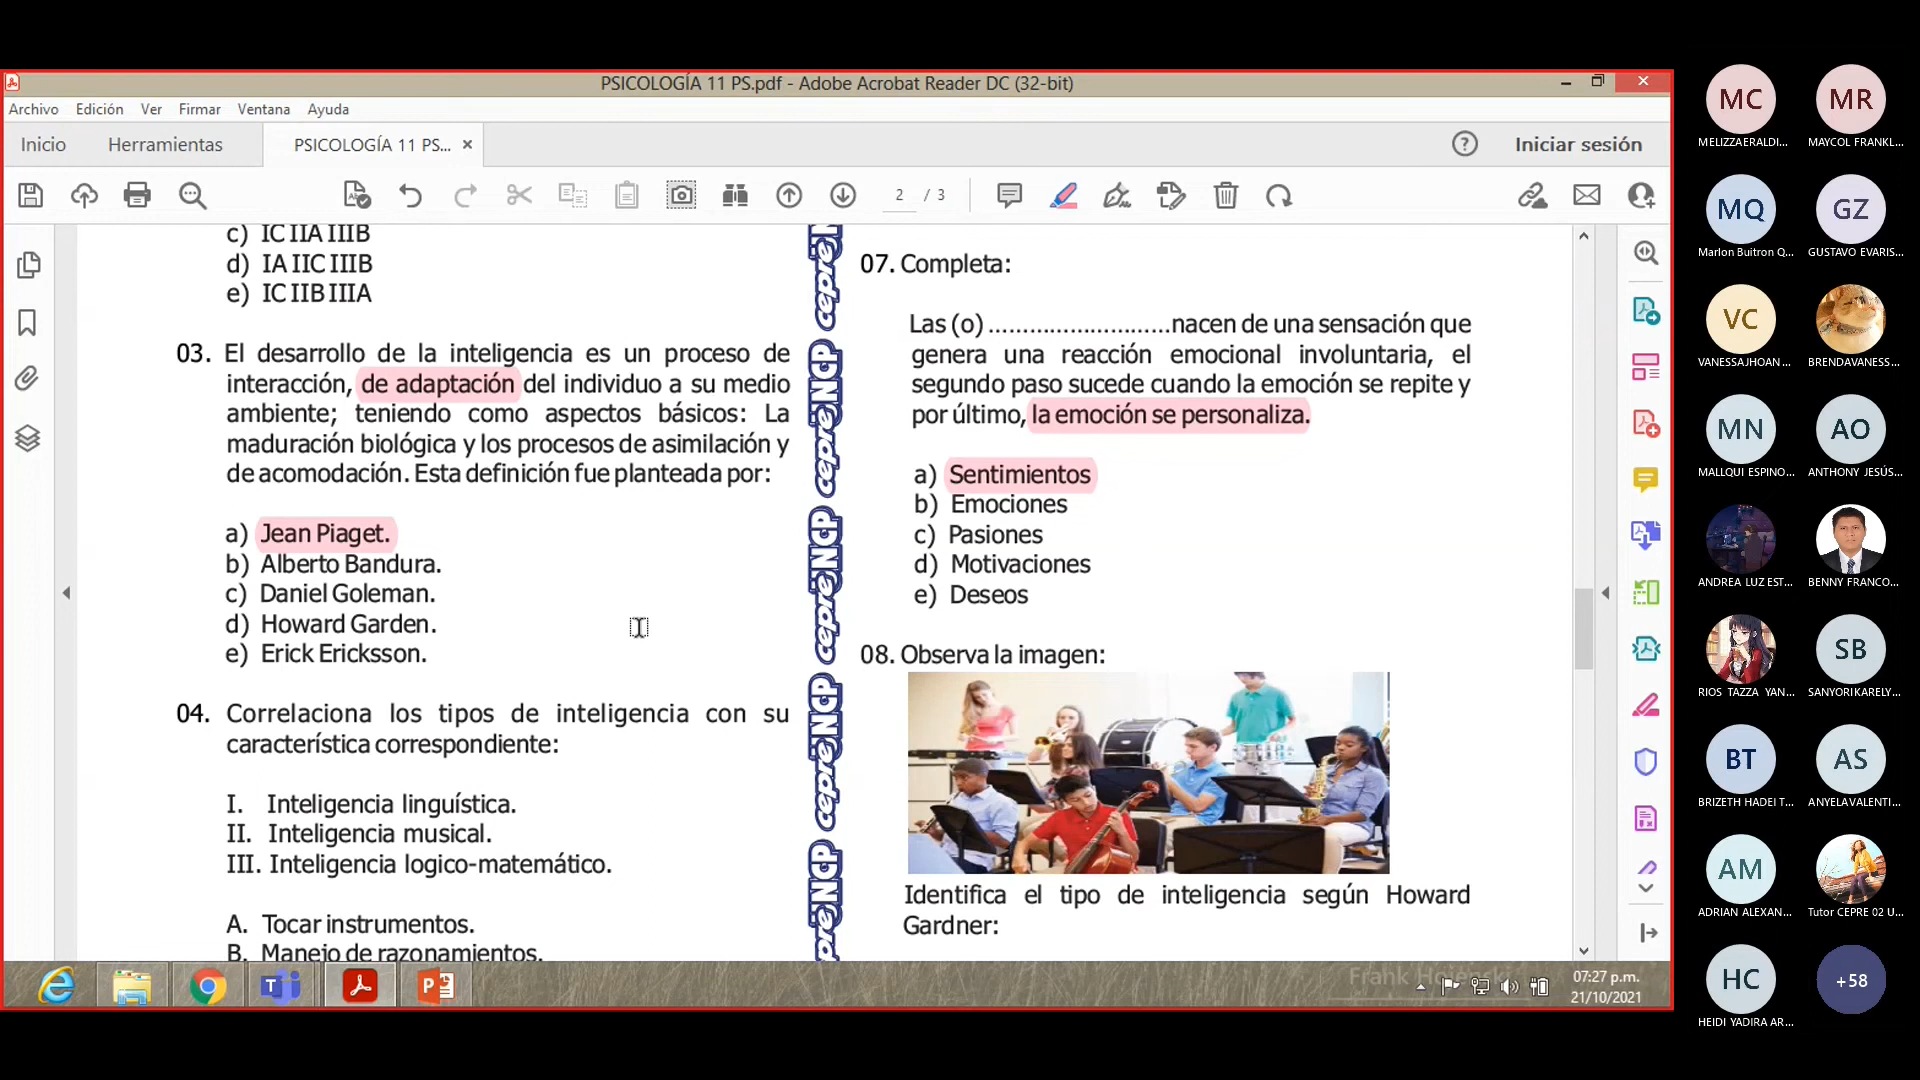 PSICOLOGÍA 11 PS.pdf - Adobe Acrobat Reader DC (32-bit)
Archivo Edición Ver Firmar Ventana Ayuda
Inicio Herramientas PSICOLOGÍA 11 PS... × Iniciar sesión
2 / 3
c) IC IIA IIIB
d) IA IIC IIIB
e) IC IIB IIIA
03. El desarrollo de la inteligencia es un proceso de
interacción, de adaptación del individuo a su medio
ambiente; teniendo como aspectos básicos: La
maduración biológica y los procesos de asimilación y
de acomodación. Esta definición fue planteada por:
a) Jean Piaget.
b) Alberto Bandura.
c) Daniel Goleman.
d) Howard Garden.
e) Erick Ericksson.
04. Correlaciona los tipos de inteligencia con su
característica correspondiente:
I. Inteligencia linguística.
II. Inteligencia musical.
III. Inteligencia logico-matemático.
A. Tocar instrumentos.
B. Manejo de razonamientos.
cepreUNCP
cepreUNCP
cepreUNCP
cepreUNCP
07. Completa:
Las (o) ...........................nacen de una sensación que
genera una reacción emocional involuntaria, el
segundo paso sucede cuando la emoción se repite y
por último, la emoción se personaliza.
a) Sentimientos
b) Emociones
c) Pasiones
d) Motivaciones
e) Deseos
08. Observa la imagen:
Identifica el tipo de inteligencia según Howard
Gardner:
07:27 p.m.
21/10/2021
MC MR
MELIZZAERALDI... MAYCOL FRANKL...
MQ GZ
Marlon Buitron Q... GUSTAVO EVARIS...
VC
VANESSAJHOAN... BRENDAVANESS...
MN AO
MALLQUI ESPINO... ANTHONY JESÚS...
ANDREA LUZ EST... BENNY FRANCO...
SB
RIOS TAZZA YAN... SANYORIKARELY...
BT AS
BRIZETH HADEI T... ANYELAVALENTI...
AM
ADRIAN ALEXAN... Tutor CEPRE 02 U...
HC +58
HEIDI YADIRA AR...